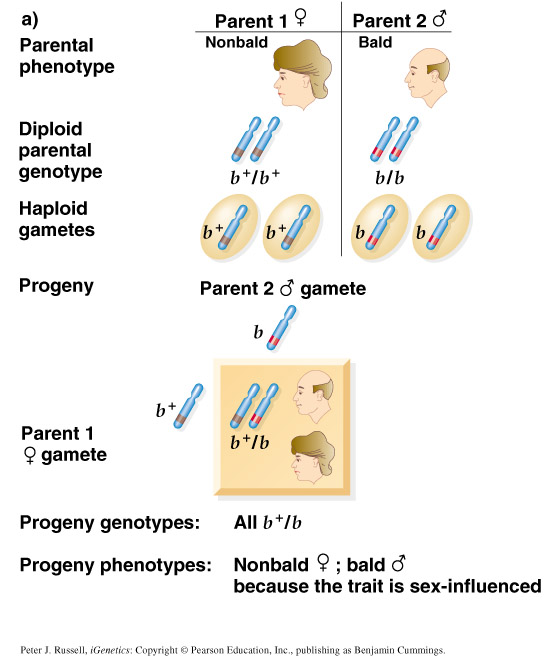 a)
Parent 1 ♀ Parent 2 ♂
Parental phenotype
Nonbald Bald
Diploid parental genotype
b+/b+ b/b
Haploid gametes
b+ b+ b b
Progeny
Parent 2 ♂ gamete
b
b+
b+/b
Parent 1
♀ gamete
Progeny genotypes: All b+/b
Progeny phenotypes: Nonbald ♀ ; bald ♂
because the trait is sex-influenced
Peter J. Russell, iGenetics: Copyright © Pearson Education, Inc., publishing as Benjamin Cummings.